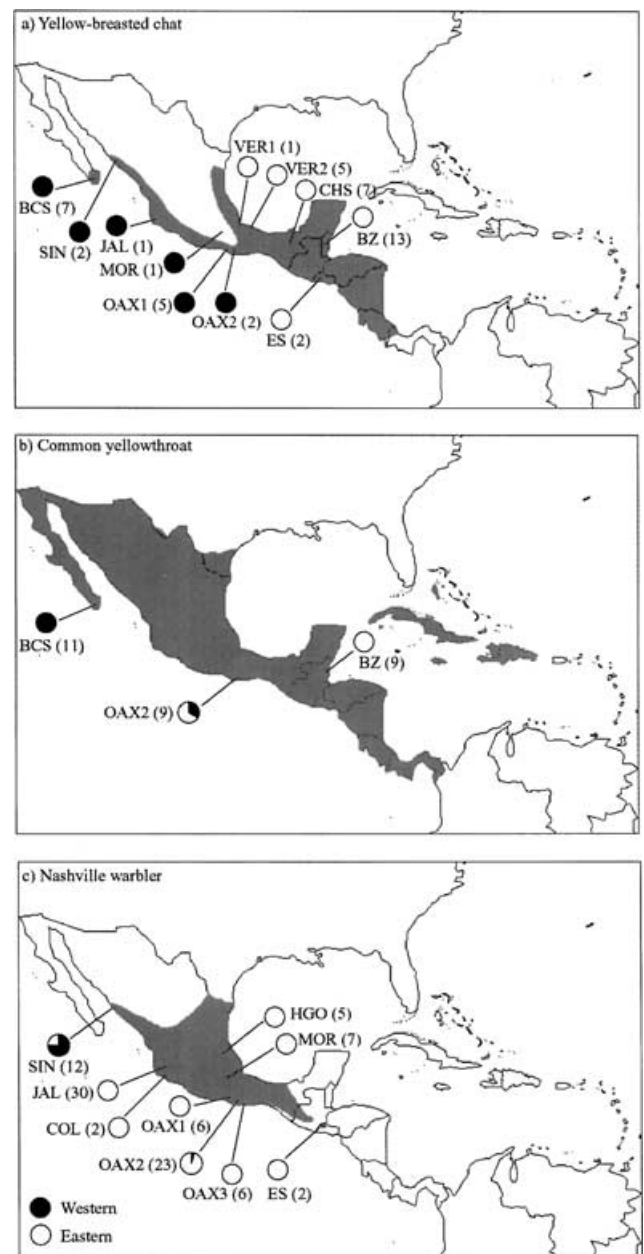 a) Yellow-breasted chat
VER1 (1)
VER2 (5)
CHS (7)
BZ (13)
BCS (7)
SIN (2)
JAL (1)
MOR (1)
OAX1 (5)
OAX2 (2)
ES (2)
b) Common yellowthroat
BCS (11)
BZ (9)
OAX2 (9)
c) Nashville warbler
HGO (5)
MOR (7)
SIN (12)
JAL (30)
COL (2)
OAX1 (6)
OAX2 (23)
OAX3 (6)
ES (2)
Western
Eastern